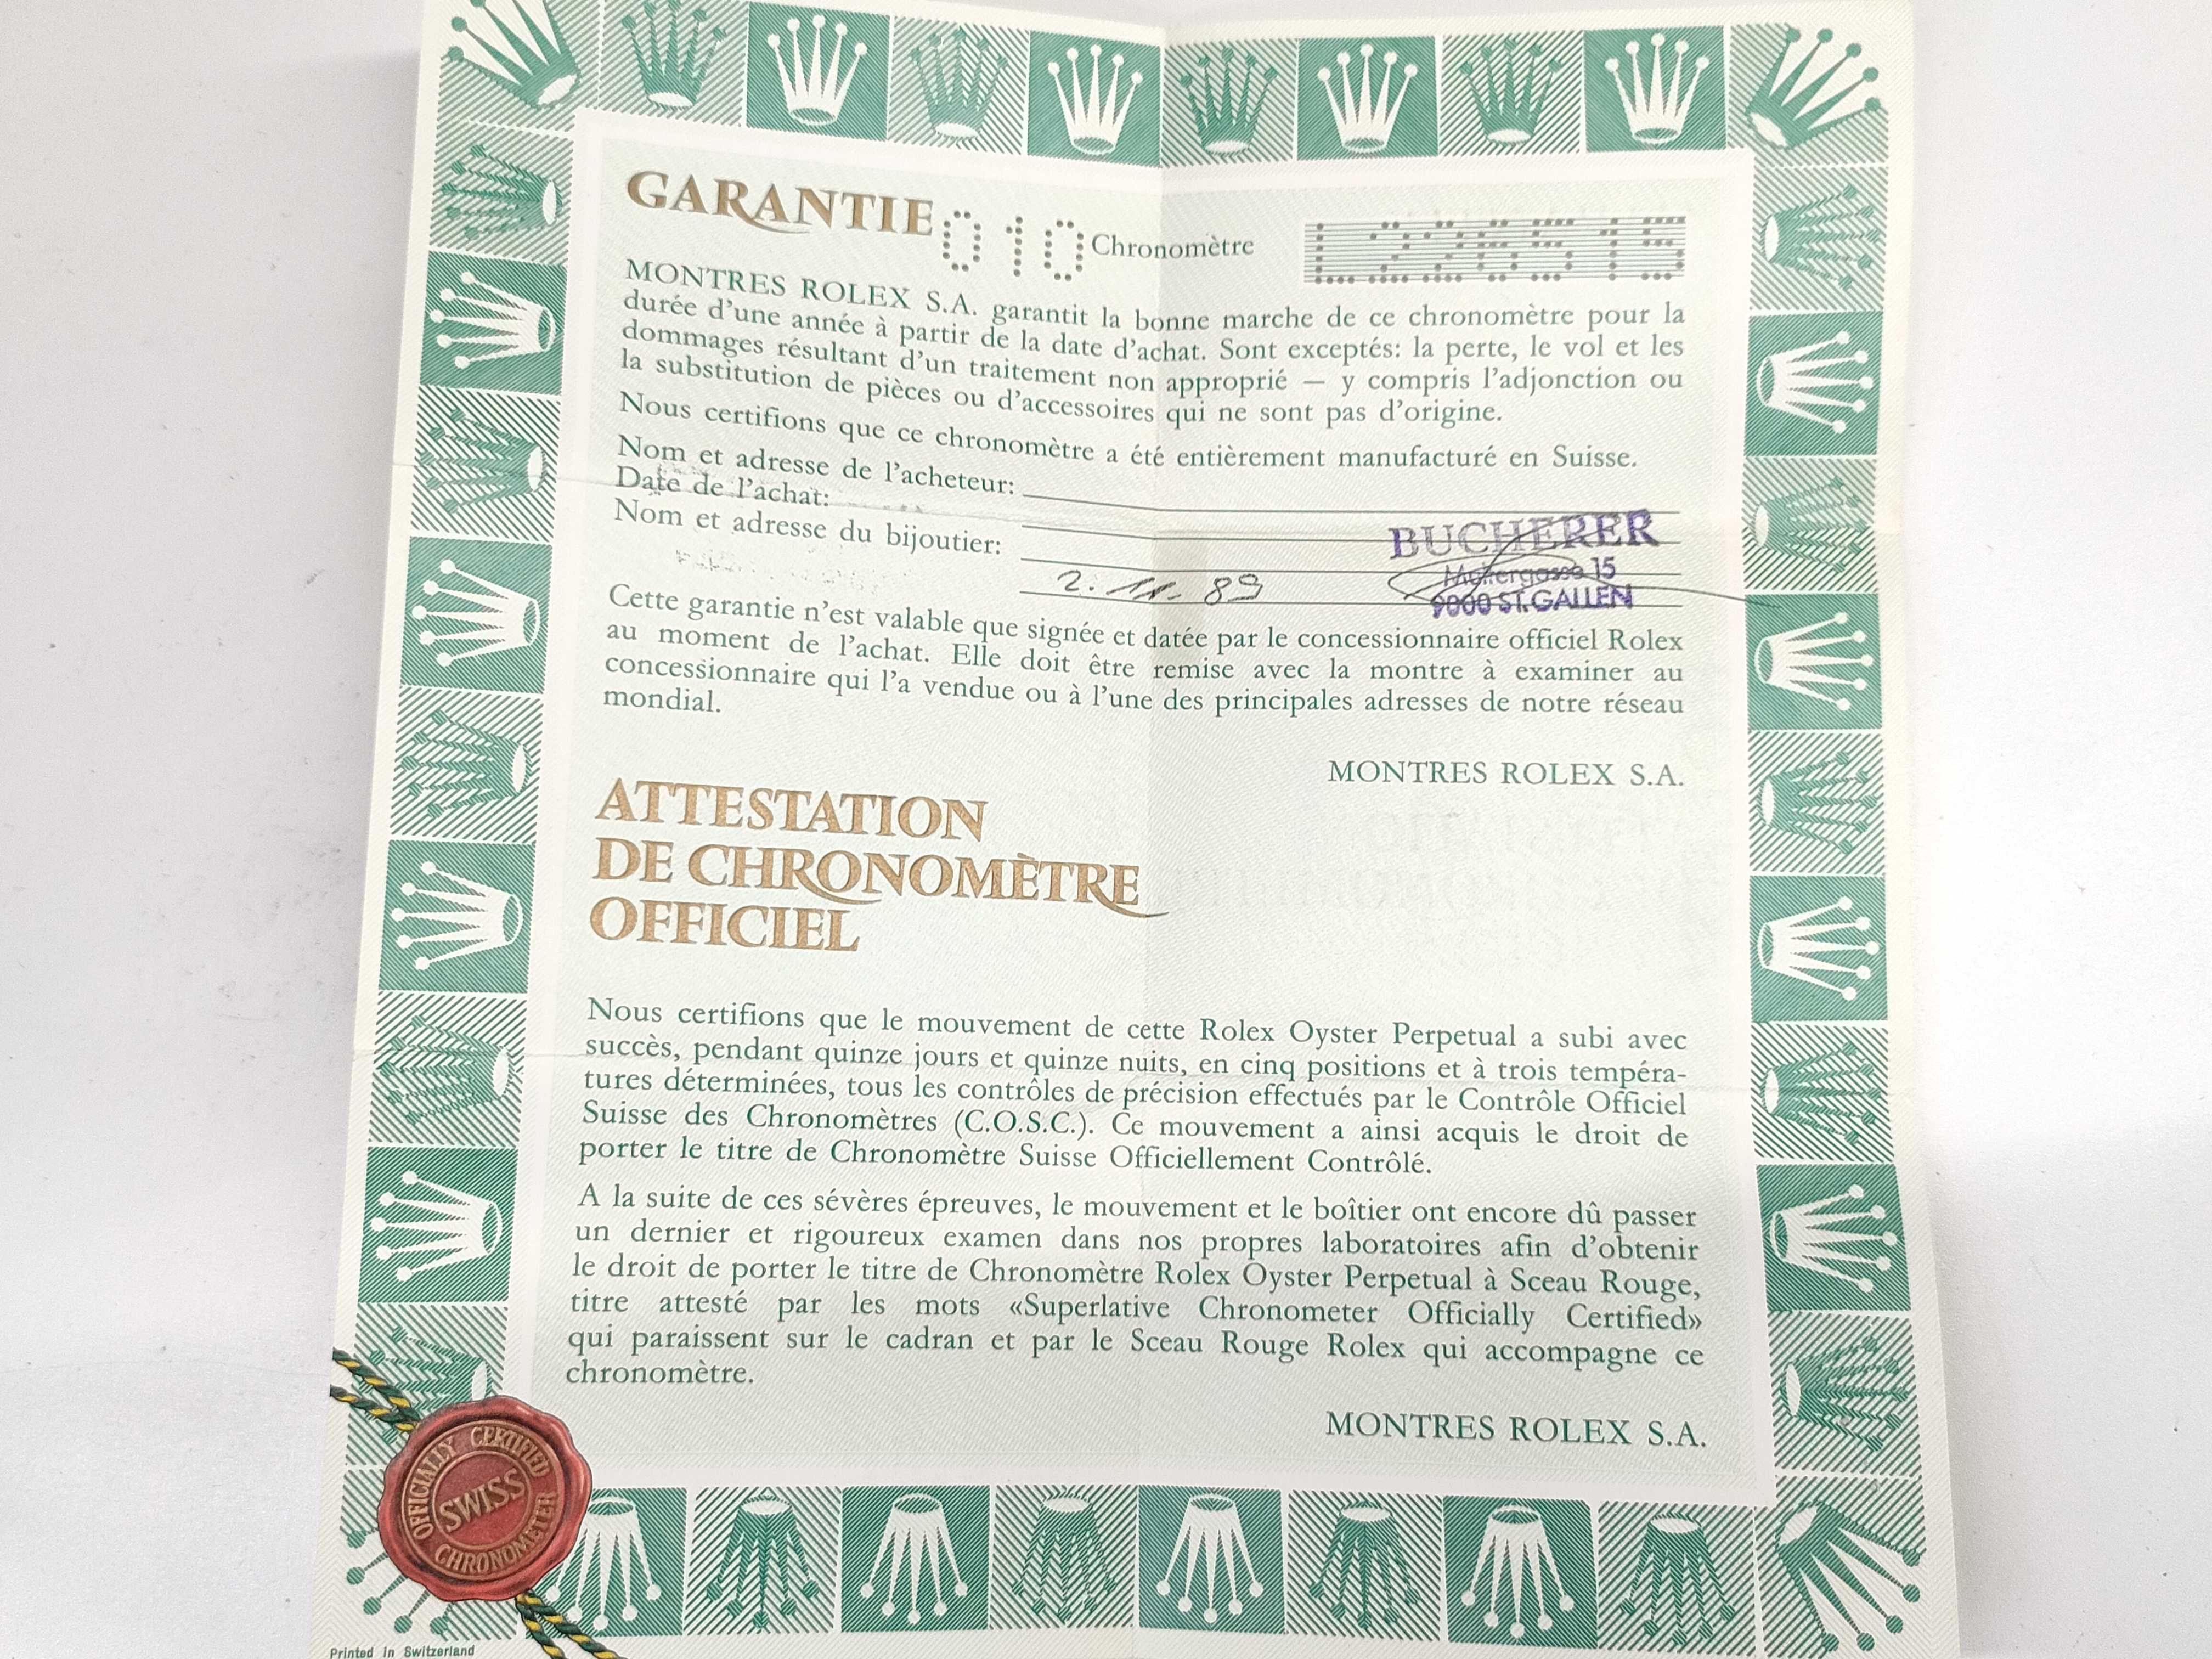 GARANTIE 010 Chronomètre L226515
MONTRES ROLEX S.A. garantit la bonne marche de ce chronomètre pour la
durée d'une année à partir de la date d'achat. Sont exceptés: la perte, le vol et les
dommages résultant d'un traitement non approprié — y compris l'adjonction ou
la substitution de pièces ou d'accessoires qui ne sont pas d'origine.
Nous certifions que ce chronomètre a été entièrement manufacturé en Suisse.
Nom et adresse de l'acheteur:
Date de l'achat:
Nom et adresse du bijoutier:
BUCHERER
Multergasse 15
9000 ST.GALLEN
2. 11. 89
Cette garantie n'est valable que signée et datée par le concessionnaire officiel Rolex
au moment de l'achat. Elle doit être remise avec la montre à examiner au
concessionnaire qui l'a vendue ou à l'une des principales adresses de notre réseau
mondial.
MONTRES ROLEX S.A.
ATTESTATION
DE CHRONOMÈTRE
OFFICIEL
Nous certifions que le mouvement de cette Rolex Oyster Perpetual a subi avec
succès, pendant quinze jours et quinze nuits, en cinq positions et à trois tempéra-
tures déterminées, tous les contrôles de précision effectués par le Contrôle Officiel
Suisse des Chronomètres (C.O.S.C.). Ce mouvement a ainsi acquis le droit de
porter le titre de Chronomètre Suisse Officiellement Contrôlé.
A la suite de ces sévères épreuves, le mouvement et le boîtier ont encore dû passer
un dernier et rigoureux examen dans nos propres laboratoires afin d'obtenir
le droit de porter le titre de Chronomètre Rolex Oyster Perpetual à Sceau Rouge,
titre attesté par les mots «Superlative Chronometer Officially Certified»
qui paraissent sur le cadran et par le Sceau Rouge Rolex qui accompagne ce
chronomètre.
MONTRES ROLEX S.A.
OFFICIALLY CERTIFIED
SWISS
CHRONOMETER
Printed in Switzerland